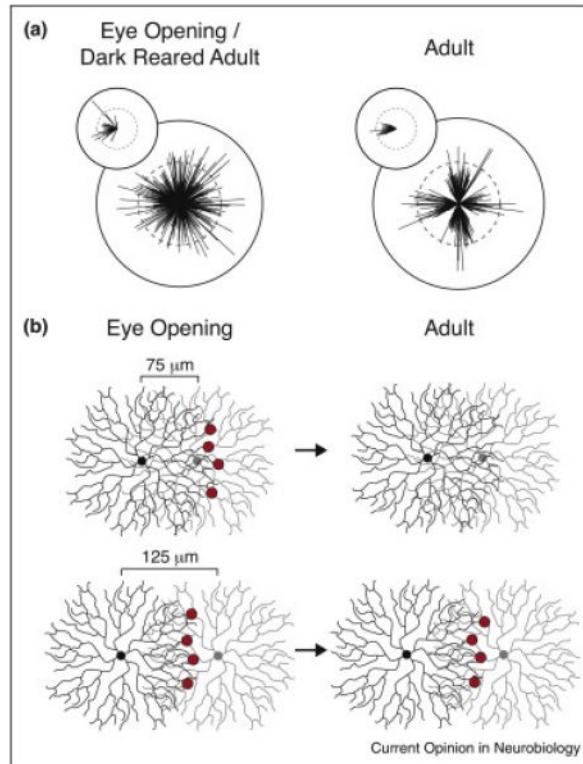 (a)
Eye Opening /
Dark Reared Adult
Adult
(b)
Eye Opening
Adult
75 μm
125 μm
Current Opinion in Neurobiology